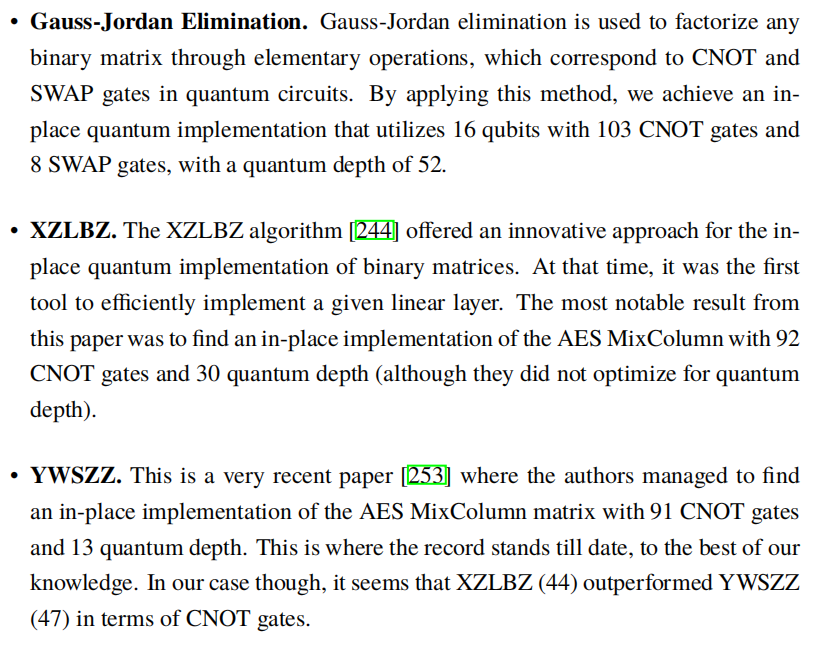 • Gauss-Jordan Elimination. Gauss-Jordan elimination is used to factorize any
binary matrix through elementary operations, which correspond to CNOT and
SWAP gates in quantum circuits. By applying this method, we achieve an in-
place quantum implementation that utilizes 16 qubits with 103 CNOT gates and
8 SWAP gates, with a quantum depth of 52.
• XZLBZ. The XZLBZ algorithm [244] offered an innovative approach for the in-
place quantum implementation of binary matrices. At that time, it was the first
tool to efficiently implement a given linear layer. The most notable result from
this paper was to find an in-place implementation of the AES MixColumn with 92
CNOT gates and 30 quantum depth (although they did not optimize for quantum
depth).
• YWSZZ. This is a very recent paper [253] where the authors managed to find
an in-place implementation of the AES MixColumn matrix with 91 CNOT gates
and 13 quantum depth. This is where the record stands till date, to the best of our
knowledge. In our case though, it seems that XZLBZ (44) outperformed YWSZZ
(47) in terms of CNOT gates.